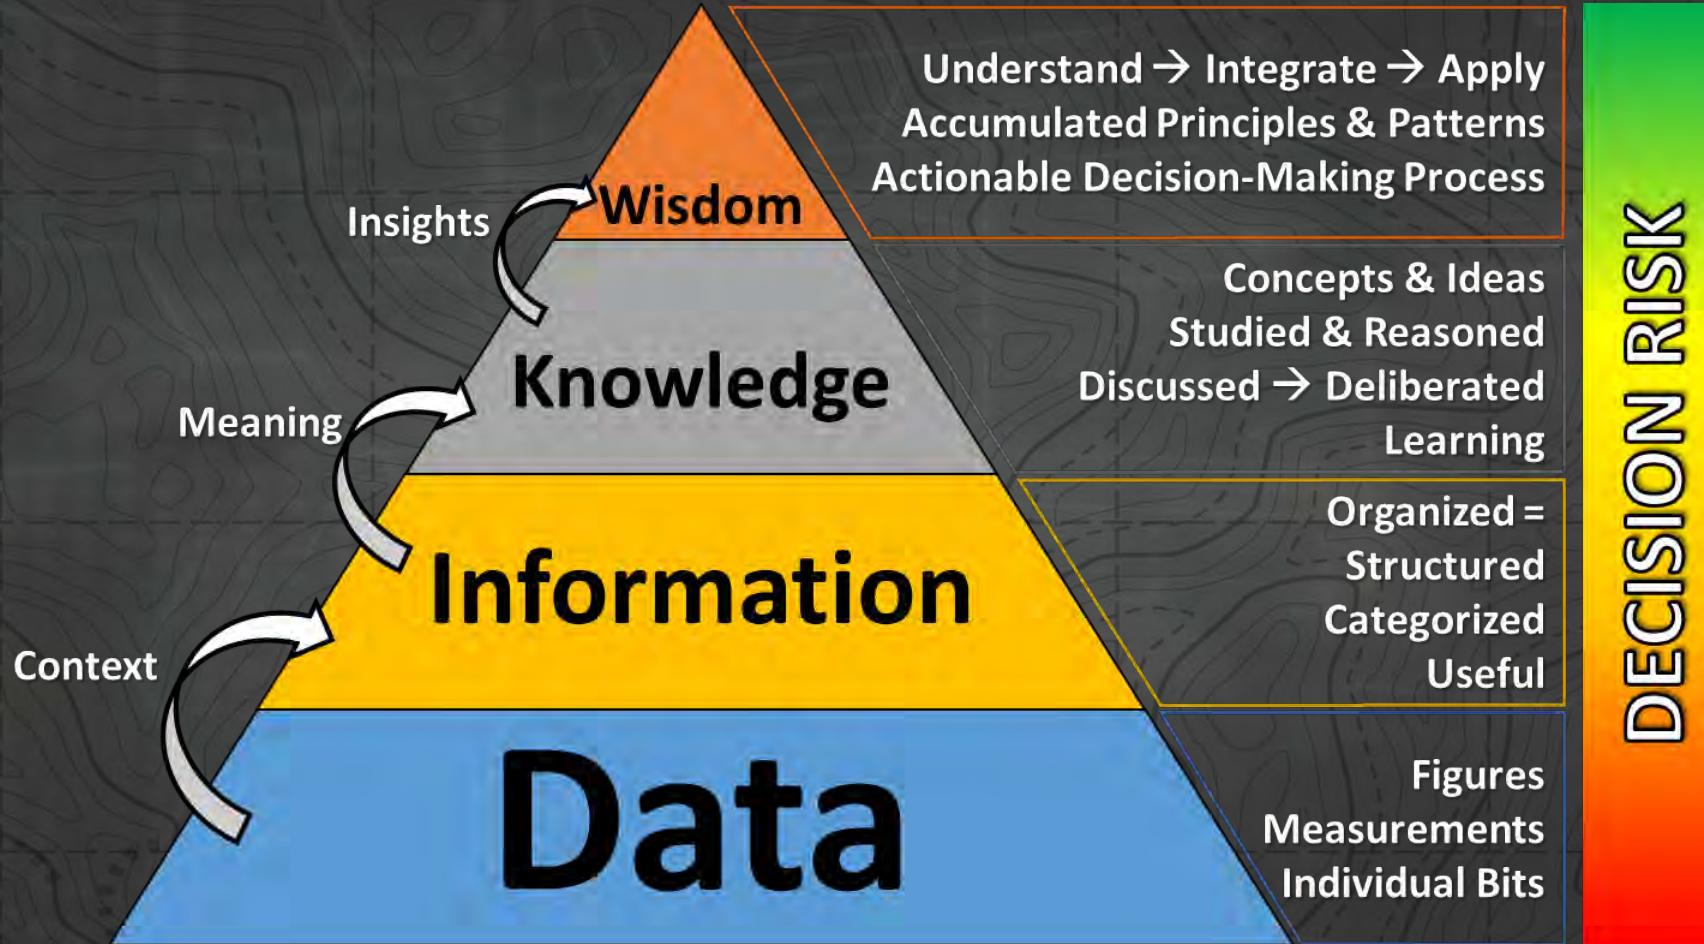 Understand → Integrate → Apply
Accumulated Principles & Patterns
Actionable Decision-Making Process
Insights
Wisdom
Concepts & Ideas
Studied & Reasoned
Discussed → Deliberated
Learning
Meaning
Knowledge
Organized =
Structured
Categorized
Useful
Context
Information
Figures
Measurements
Individual Bits
Data
DECISION RISK